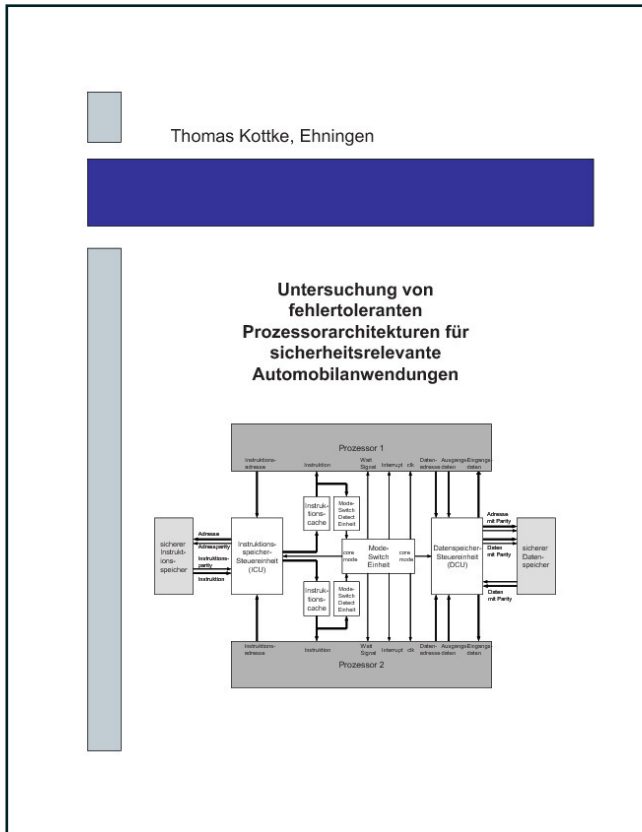 Thomas Kottke, Ehningen
Untersuchung von
fehlertoleranten
Prozessorarchitekturen für
sicherheitsrelevante
Automobilanwendungen
Prozessor 1
Instruktions-
adresse
Instruktion
Wait
Signal
Interrupt
clk
Daten-
adresse
Ausgangs-
daten
Eingangs-
daten
sicherer
Instrukti-
ons-
speicher
Adresse
Adressparity
Instruktions-
parity
Instruktion
Instruktions-
speicher-
Steuereinheit
(ICU)
Instruk-
tions-
cache
Mode-
Switch
Detect
Einheit
core
mode
Mode-
Switch
Einheit
core
mode
Instruk-
tions-
cache
Mode-
Switch
Detect
Einheit
Datenspeicher-
Steuereinheit
(DCU)
Adresse
mit Parity
Daten
mit Parity
Daten
mit Parity
sicherer
Daten-
speicher
Instruktions-
adresse
Instruktion
Wait
Signal
Interrupt
clk
Daten-
adresse
Ausgangs-
daten
Eingangs-
daten
Prozessor 2